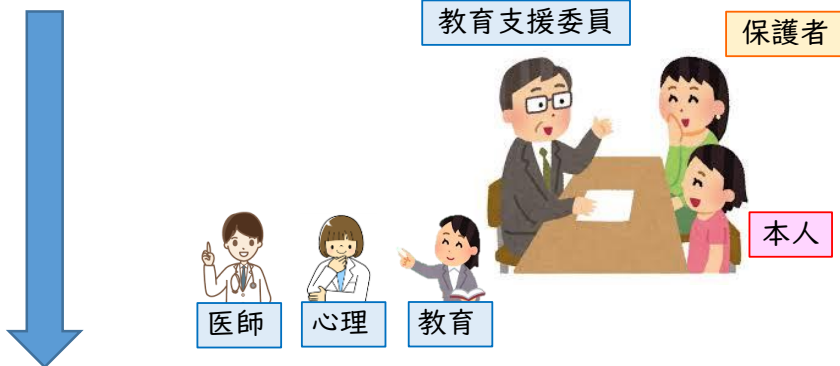 教育支援委員
保護者
本人
医師
心理
教育